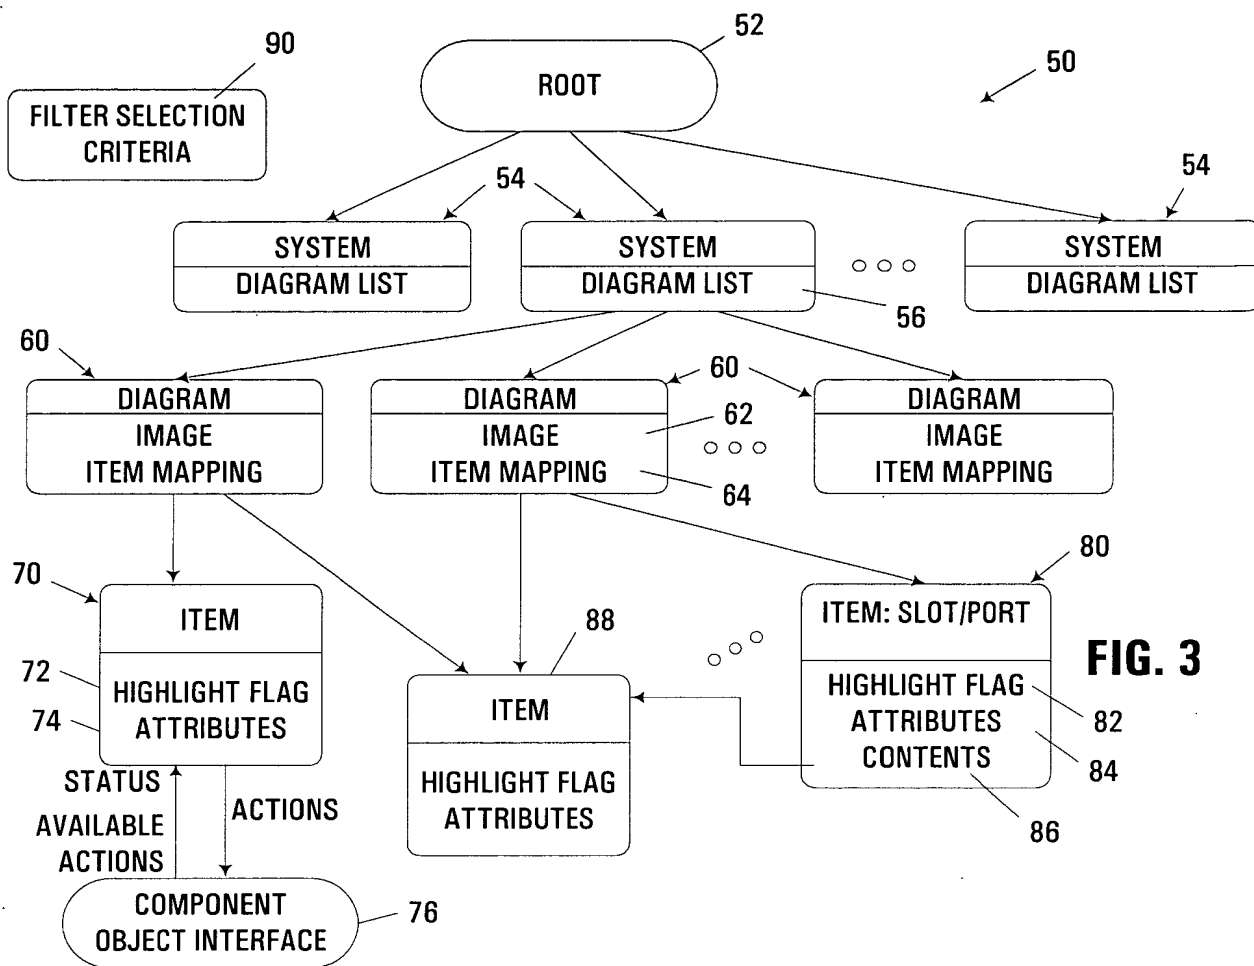 52
90
ROOT
50
FILTER SELECTION
CRITERIA
54
54
SYSTEM
DIAGRAM LIST
SYSTEM
DIAGRAM LIST
SYSTEM
DIAGRAM LIST
56
60
60
DIAGRAM
IMAGE
ITEM MAPPING
DIAGRAM
IMAGE
ITEM MAPPING
62
64
DIAGRAM
IMAGE
ITEM MAPPING
70
ITEM
72
HIGHLIGHT FLAG
74
ATTRIBUTES
88
ITEM
HIGHLIGHT FLAG
ATTRIBUTES
80
ITEM: SLOT/PORT
HIGHLIGHT FLAG
ATTRIBUTES
CONTENTS
82
84
86
FIG. 3
STATUS
AVAILABLE
ACTIONS
ACTIONS
COMPONENT
OBJECT INTERFACE
76